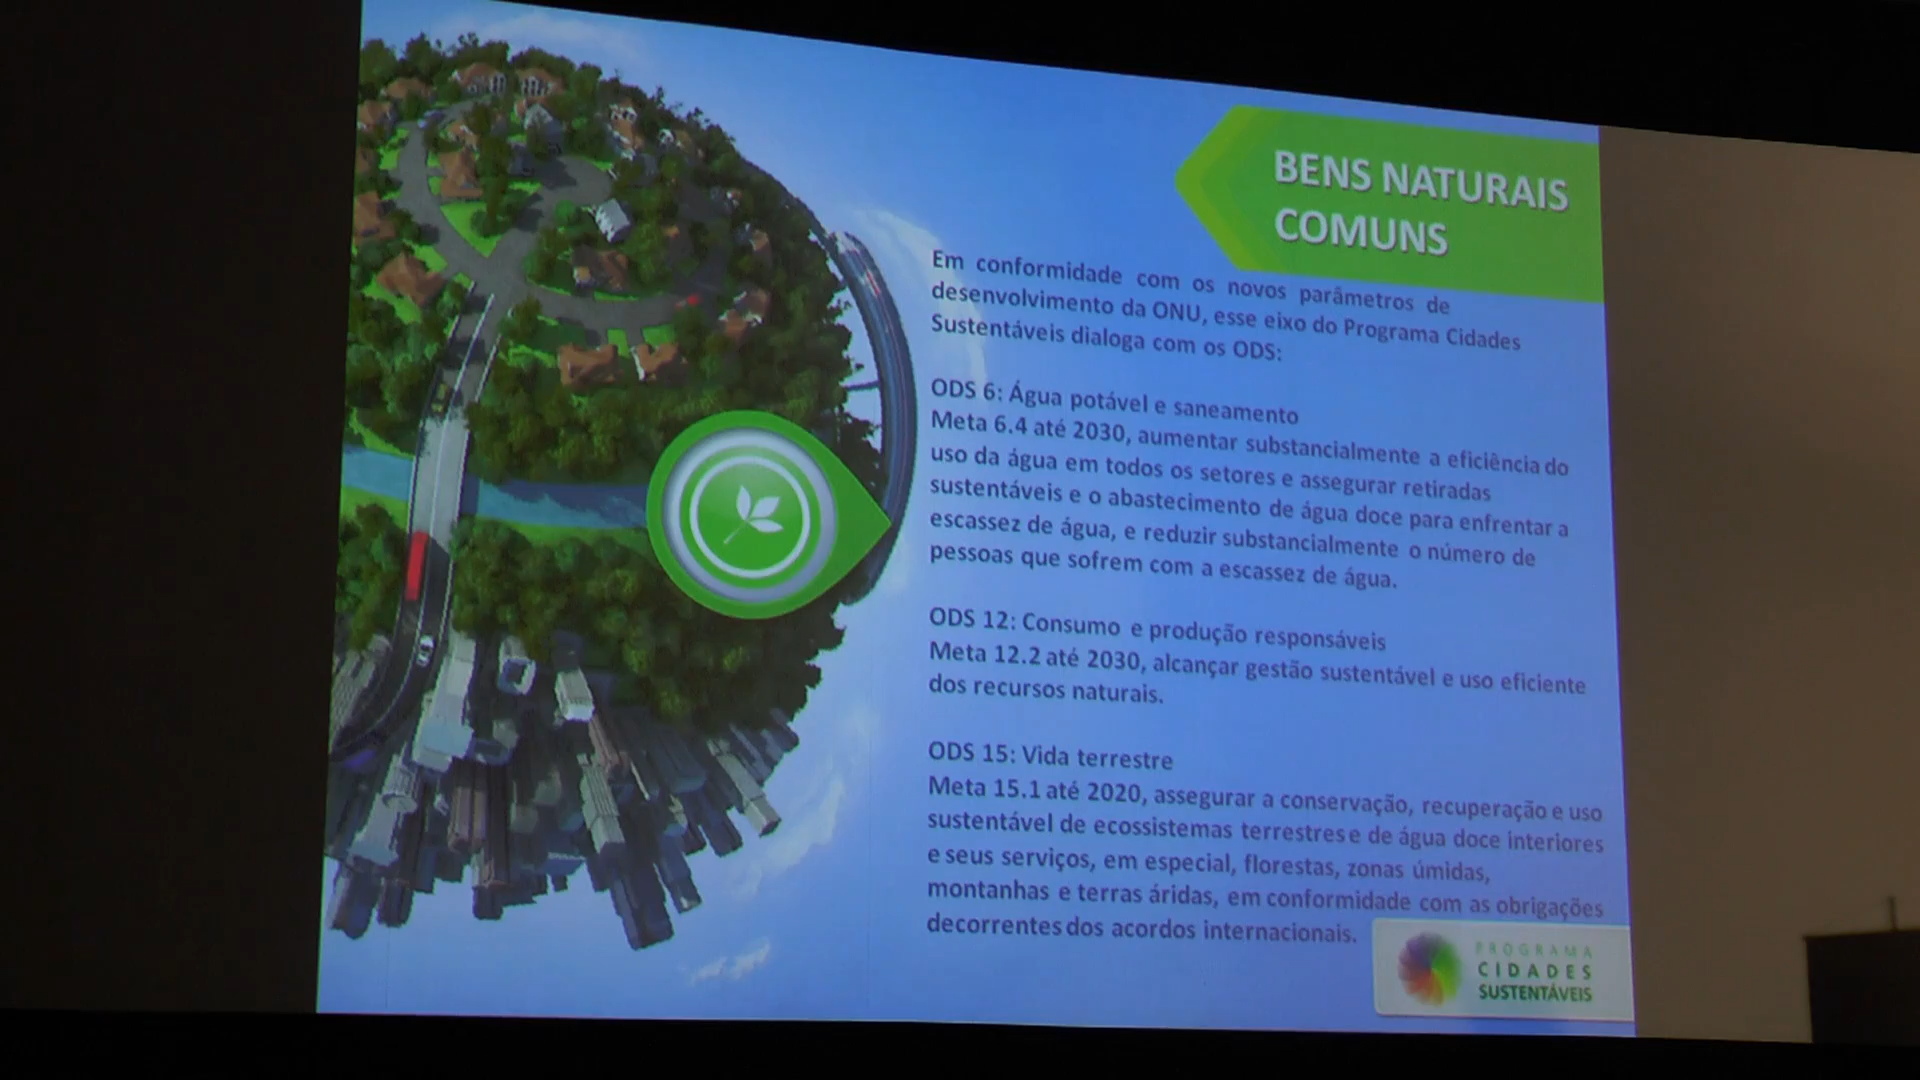 BENS NATURAIS
COMUNS
Em conformidade com os novos parâmetros de
desenvolvimento da ONU, esse eixo do Programa Cidades
Sustentáveis dialoga com os ODS:
ODS 6: Água potável e saneamento
Meta 6.4 até 2030, aumentar substancialmente a eficiência do
uso da água em todos os setores e assegurar retiradas
sustentáveis e o abastecimento de água doce para enfrentar a
escassez de água, e reduzir substancialmente o número de
pessoas que sofrem com a escassez de água.
ODS 12: Consumo e produção responsáveis
Meta 12.2 até 2030, alcançar gestão sustentável e uso eficiente
dos recursos naturais.
ODS 15: Vida terrestre
Meta 15.1 até 2020, assegurar a conservação, recuperação e uso
sustentável de ecossistemas terrestres e de água doce interiores
e seus serviços, em especial, florestas, zonas úmidas,
montanhas e terras áridas, em conformidade com as obrigações
decorrentes dos acordos internacionais.
PROGRAMA
CIDADES
SUSTENTÁVEIS